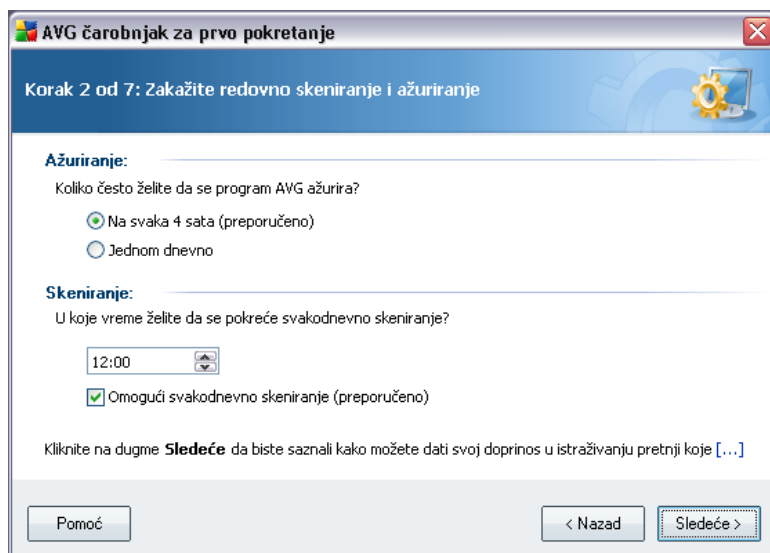 AVG čarobnjak za prvo pokretanje
Korak 2 od 7: Zakažite redovno skeniranje i ažuriranje
Ažuriranje:
Koliko često želite da se program AVG ažurira?
Na svaka 4 sata (preporučeno)
Jednom dnevno
Skeniranje:
U koje vreme želite da se pokreće svakodnevno skeniranje?
12:00
Omogući svakodnevno skeniranje (preporučeno)
Kliknite na dugme Sledeće da biste saznali kako možete dati svoj doprinos u istraživanju pretnji koje [...]
Pomoć
< Nazad
Sledeće >